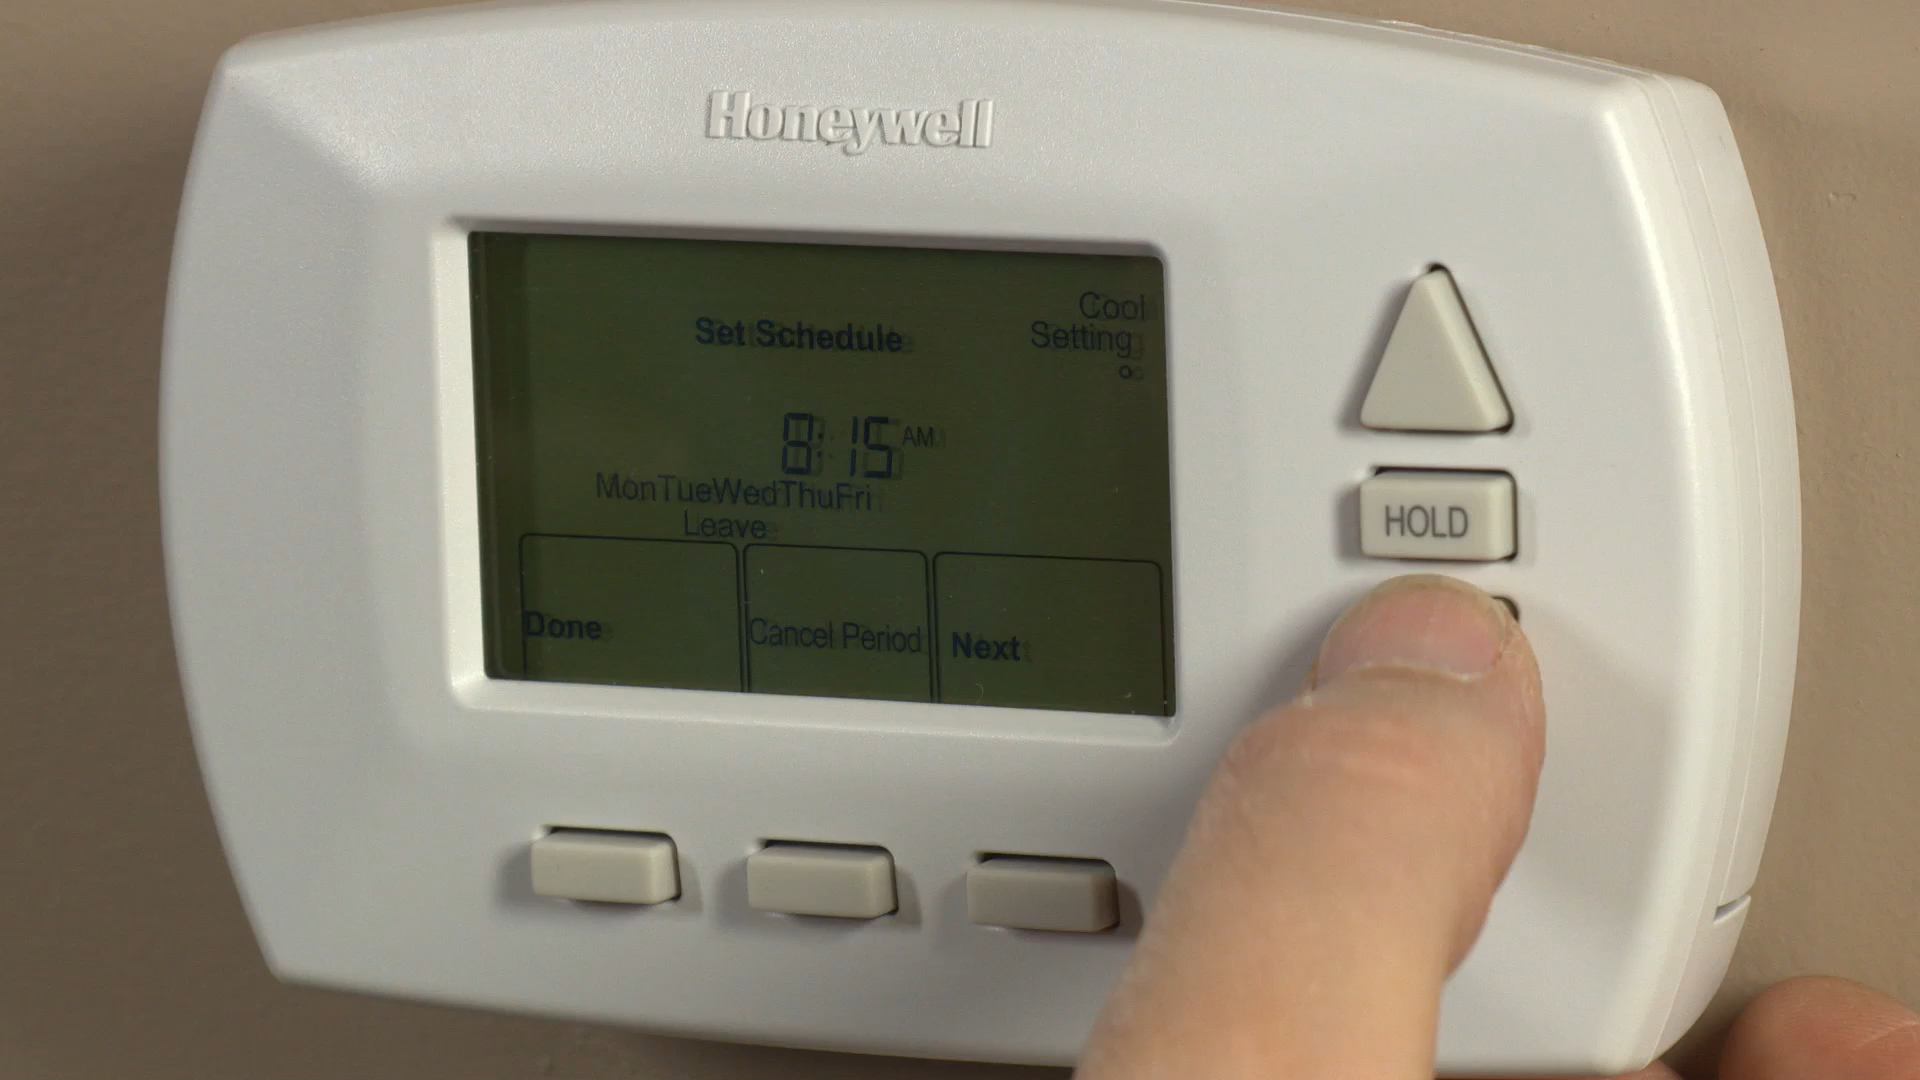 Honeywell
Cool
Setting
Set Schedule
8:15 AM
MonTueWedThuFri
Leave
Done
Cancel Period
Next
HOLD